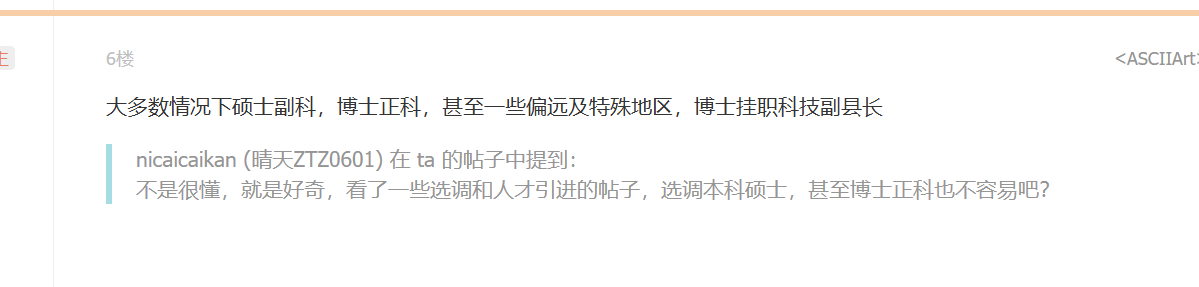 6楼
<ASCIIArt>
大多数情况下硕士副科，博士正科，甚至一些偏远及特殊地区，博士挂职科技副县长
nicaicaikan (晴天ZTZ0601) 在 ta 的帖子中提到：
不是很懂，就是好奇，看了一些选调和人才引进的帖子，选调本科硕士，甚至博士正科也不容易吧？